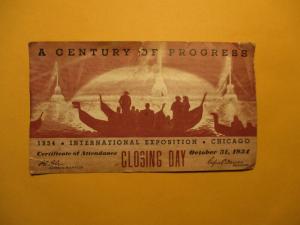 A CENTURY OF PROGRESS
1934 • INTERNATIONAL EXPOSITION • CHICAGO
Certificate of Attendance CLOSING DAY October 31, 1934